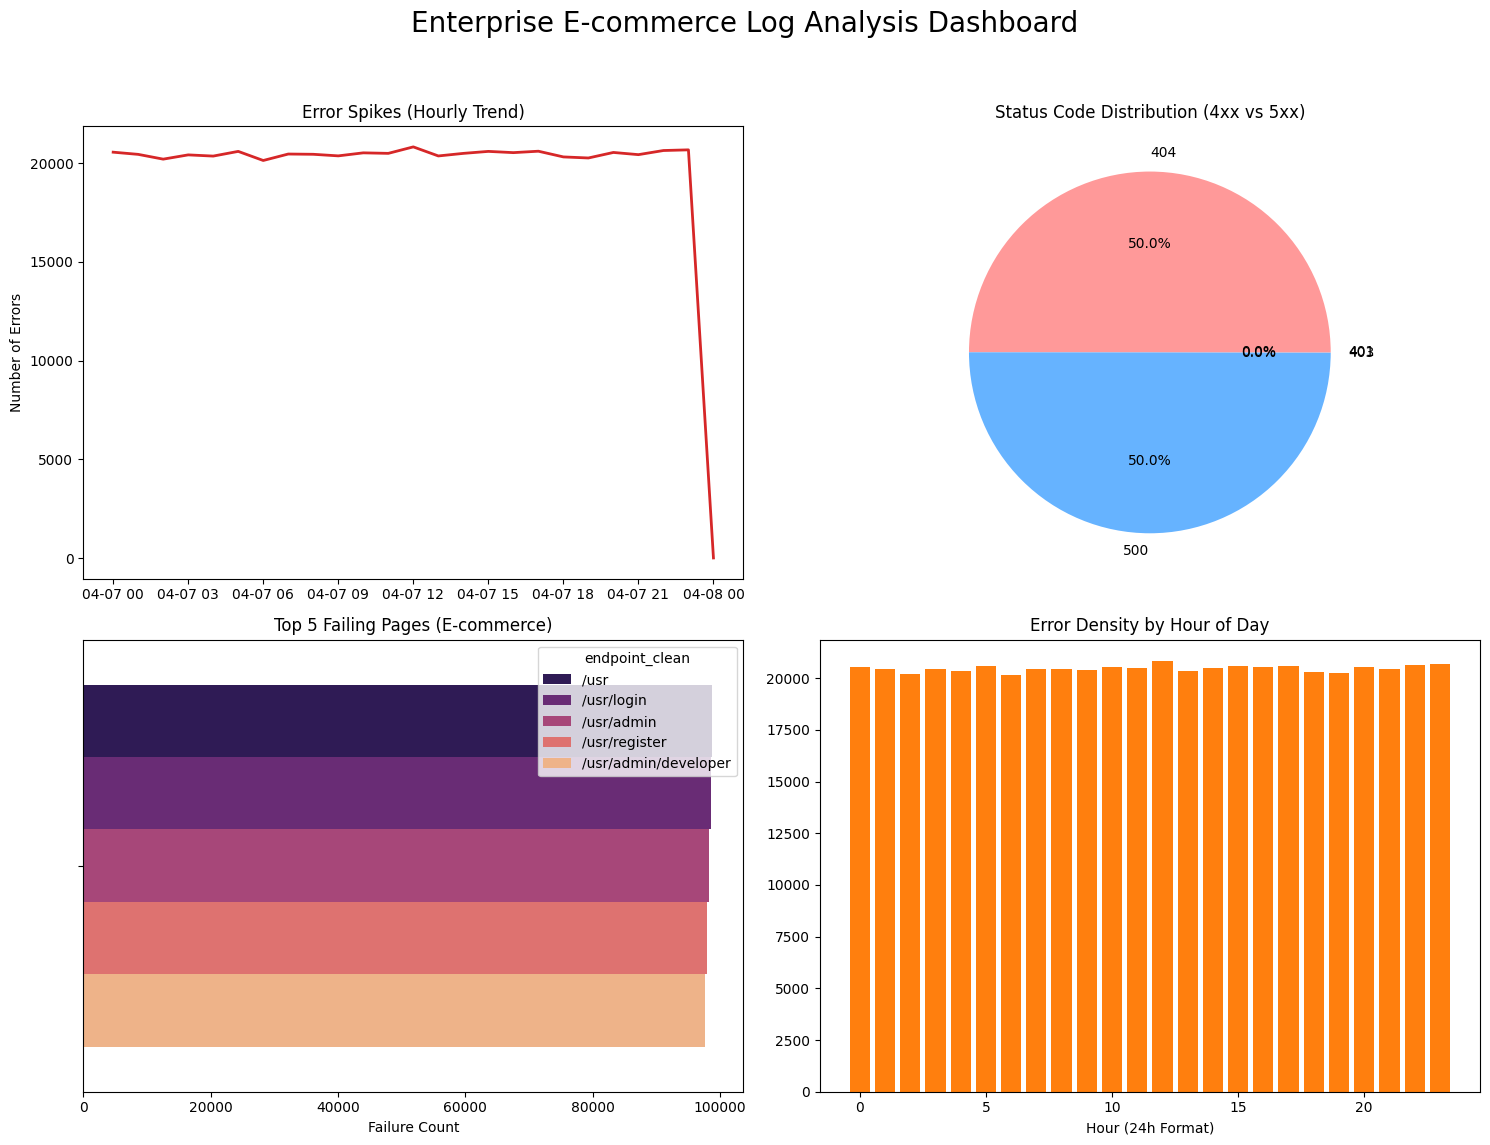 Enterprise E-commerce Log Analysis Dashboard
Error Spikes (Hourly Trend)
Number of Errors
20000
15000
10000
5000
0
04-07 00 04-07 03 04-07 06 04-07 09 04-07 12 04-07 15 04-07 18 04-07 21 04-08 00
Status Code Distribution (4xx vs 5xx)
404
50.0%
0.0%
0.0%
401
403
50.0%
500
Top 5 Failing Pages (E-commerce)
endpoint_clean
/usr
/usr/login
/usr/admin
/usr/register
/usr/admin/developer
0 20000 40000 60000 80000 100000
Failure Count
Error Density by Hour of Day
20000
17500
15000
12500
10000
7500
5000
2500
0
0 5 10 15 20
Hour (24h Format)